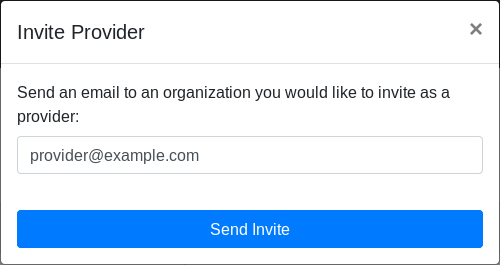 Invite Provider
×
Send an email to an organization you would like to invite as a
provider:
provider@example.com
Send Invite